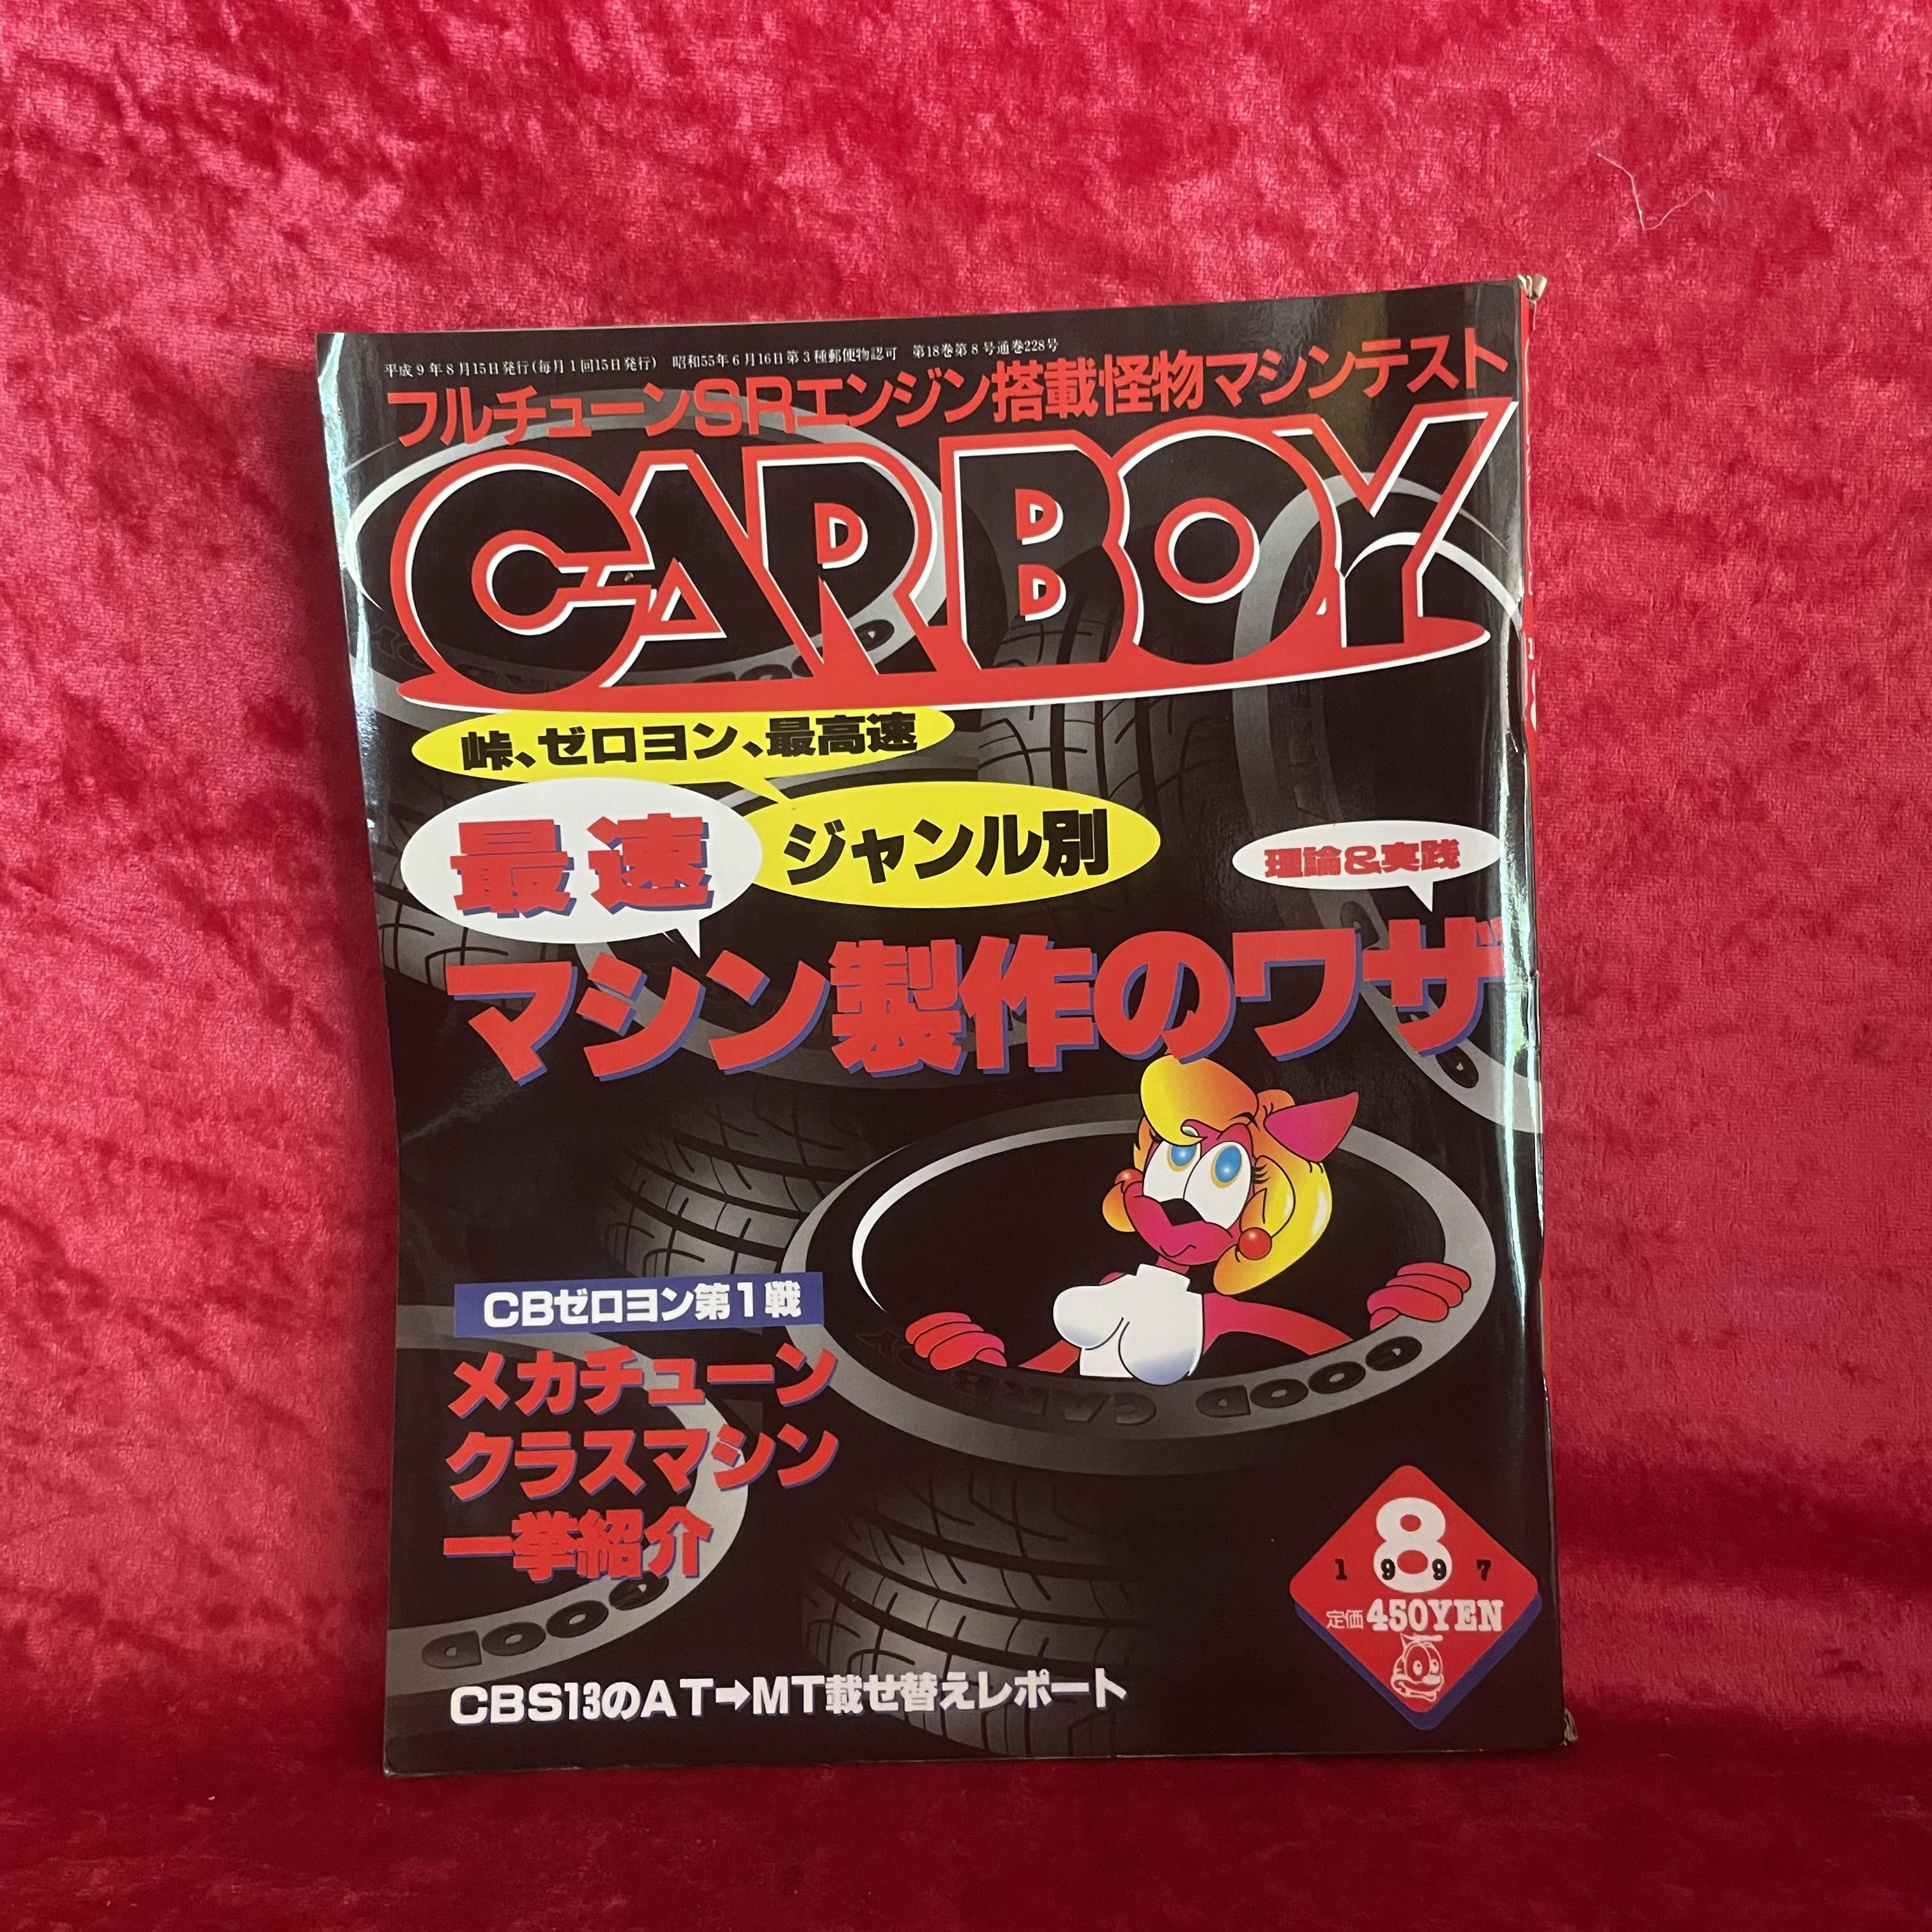 平成9年8月15日発行(毎月1回15日発行) 昭和55年6月16日第3種郵便物認可 第18巻第8号通巻228号
フルチューンSRエンジン搭載怪物マシンテスト
CARBOY
峠、ゼロヨン、最高速
最速
ジャンル別
理論&実践
マシン製作のワザ
CBゼロヨン第1戦
メカチューン
クラスマシン
一挙紹介
GOOD
CARBOY
GOOD
8
1997
定価450YEN
CBS13のAT➡MT載せ替えレポート